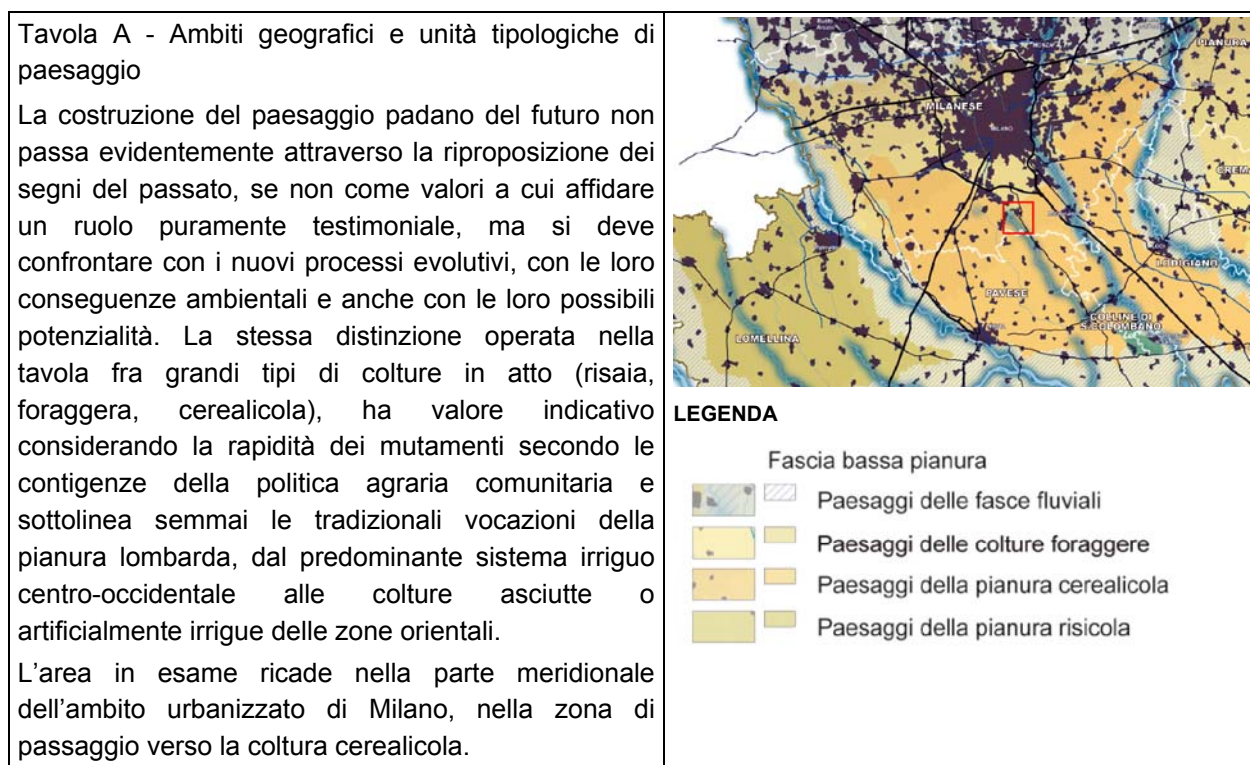 Tavola A - Ambiti geografici e unità tipologiche di
paesaggio
La costruzione del paesaggio padano del futuro non
passa evidentemente attraverso la riproposizione dei
segni del passato, se non come valori a cui affidare
un ruolo puramente testimoniale, ma si deve
confrontare con i nuovi processi evolutivi, con le loro
conseguenze ambientali e anche con le loro possibili
potenzialità. La stessa distinzione operata nella
tavola fra grandi tipi di colture in atto (risaia,
foraggera, cerealicola), ha valore indicativo
considerando la rapidità dei mutamenti secondo le
contigenze della politica agraria comunitaria e
sottolinea semmai le tradizionali vocazioni della
pianura lombarda, dal predominante sistema irriguo
centro-occidentale alle colture asciutte o
artificialmente irrigue delle zone orientali.
L'area in esame ricade nella parte meridionale
dell'ambito urbanizzato di Milano, nella zona di
passaggio verso la coltura cerealicola.
PIANURA
MILANESE
MILANO
CREM
LODI
LODIGIANO
PAVESE
COLLINE DI
S.COLOMBANO
LOMELLINA
LEGENDA
Fascia bassa pianura
Paesaggi delle fasce fluviali
Paesaggi delle colture foraggere
Paesaggi della pianura cerealicola
Paesaggi della pianura risicola